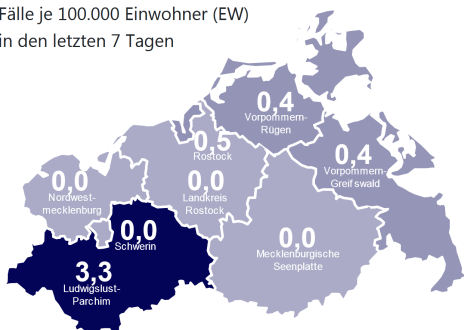 Fälle je 100.000 Einwohner (EW)
in den letzten 7 Tagen
0,4
Vorpommern-
Rügen
0,5
Rostock
0,4
Vorpommern-
Greifswald
0,0
Nordwest-
mecklenburg
0,0
Landkreis
Rostock
0,0
Schwerin
0,0
Mecklenburgische
Seenplatte
3,3
Ludwigslust-
Parchim